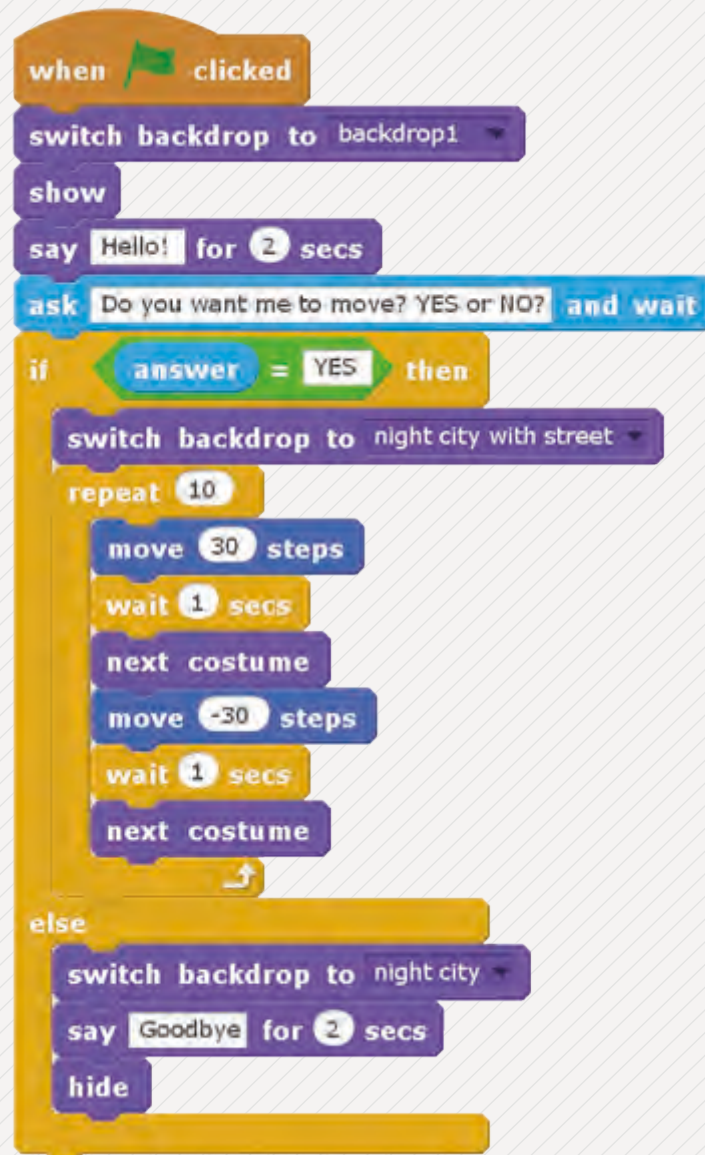 when clicked
switch backdrop to backdrop1
show
say Hello! for 2 secs
ask Do you want me to move? YES or NO? and wait
if answer = YES then
switch backdrop to night city with street
repeat 10
move 30 steps
wait 1 secs
next costume
move -30 steps
wait 1 secs
next costume
else
switch backdrop to night city
say Goodbye for 2 secs
hide